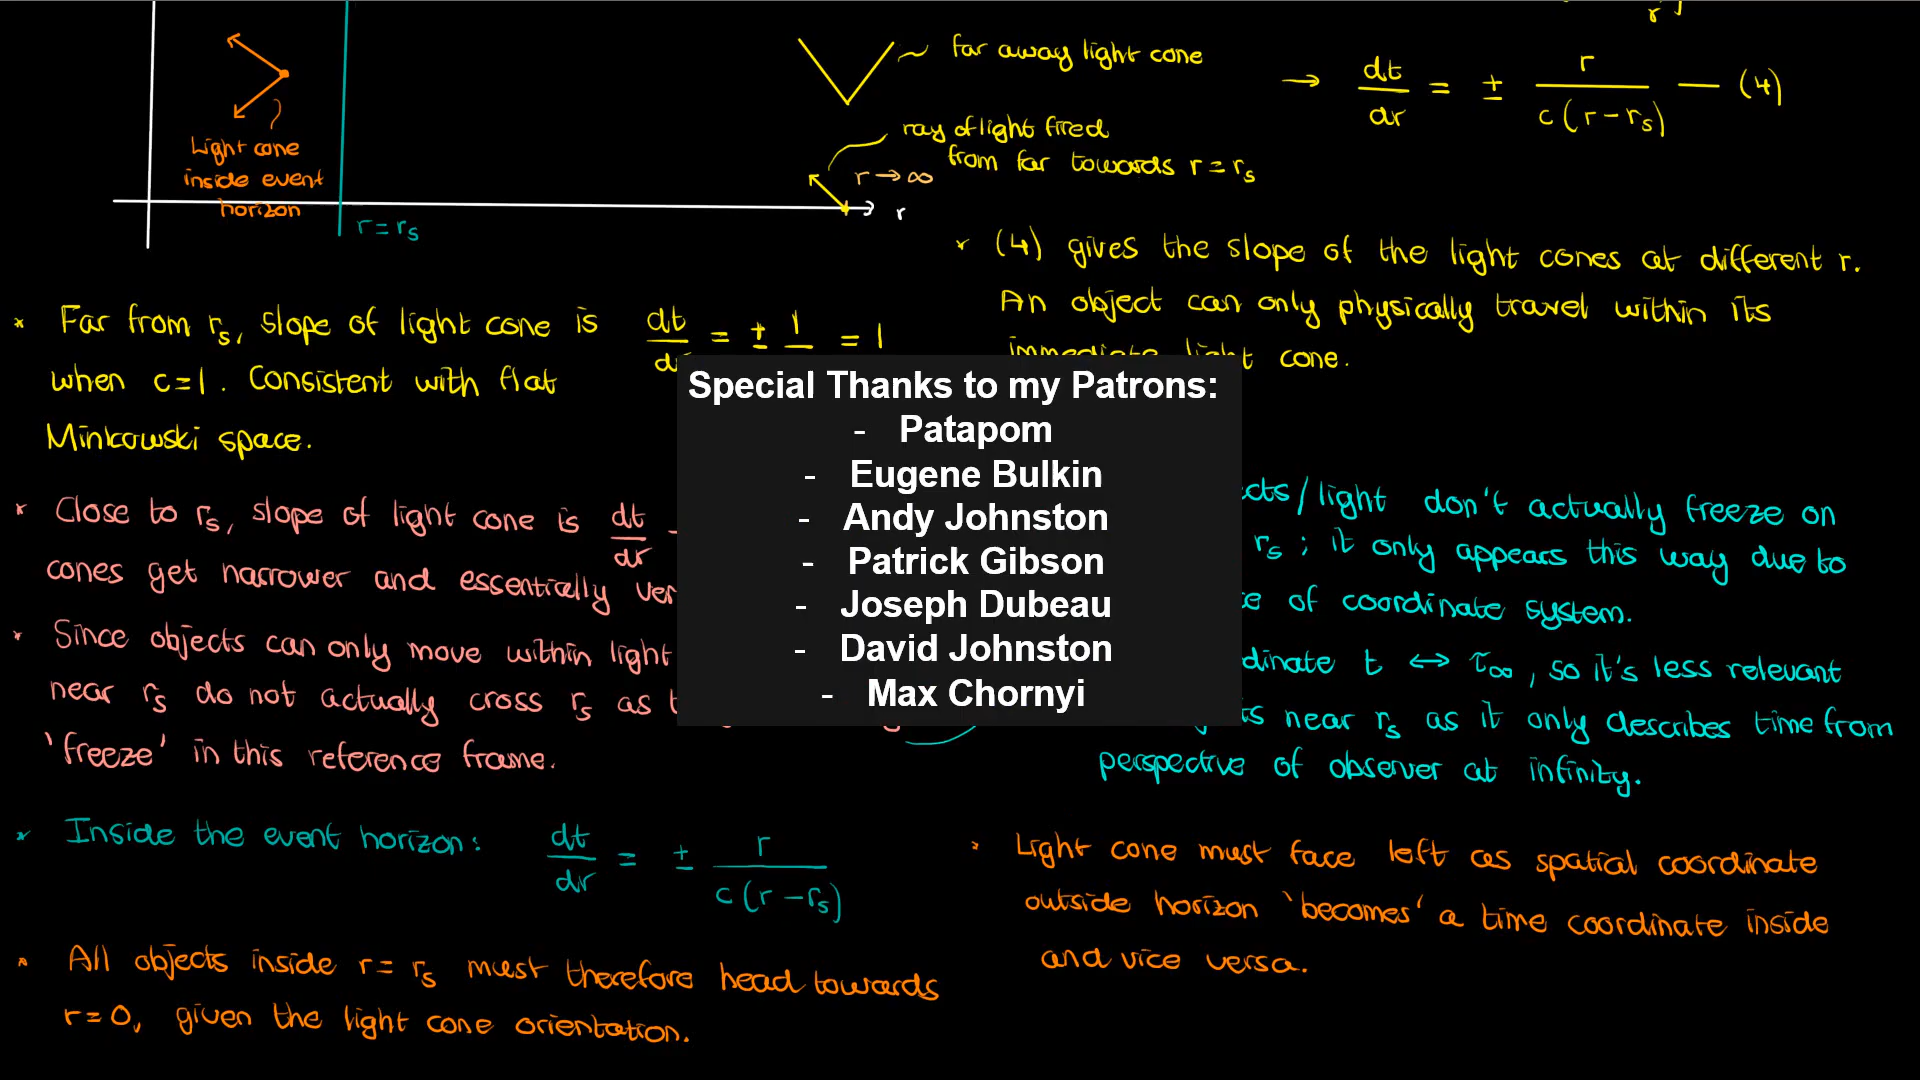 far away light cone
→ dt/dr = ± r/(c(r-rs)) — (4)
ray of light fired
from far towards r=rs
r→∞
r
Light cone
inside event
horizon
r=rs
* (4) gives the slope of the light cones at different r.
An object can only physically travel within its
immediate light cone.
* Far from rs, slope of light cone is dt/dr = ± 1 = 1
when c=1. Consistent with flat
Minkowski space.
Special Thanks to my Patrons:
- Patapom
- Eugene Bulkin
- Andy Johnston
- Patrick Gibson
- Joseph Dubeau
- David Johnston
- Max Chornyi
* Close to rs, slope of light cone is dt/dr
cones get narrower and essentially
* Since objects can only move within light
near rs do not actually cross rs as
'freeze' in this reference frame.
/light don't actually freeze on
rs; it only appears this way due to
of coordinate system.
t ↔ τ∞, so it's less relevant
near rs as it only describes time from
perspective of observer at infinity.
* Inside the event horizon: dt/dr = ± r/(c(r-rs))
* All objects inside r=rs must therefore head towards
r=0, given the light cone orientation.
* Light cone must face left as spatial coordinate
outside horizon 'becomes' a time coordinate inside
and vice versa.